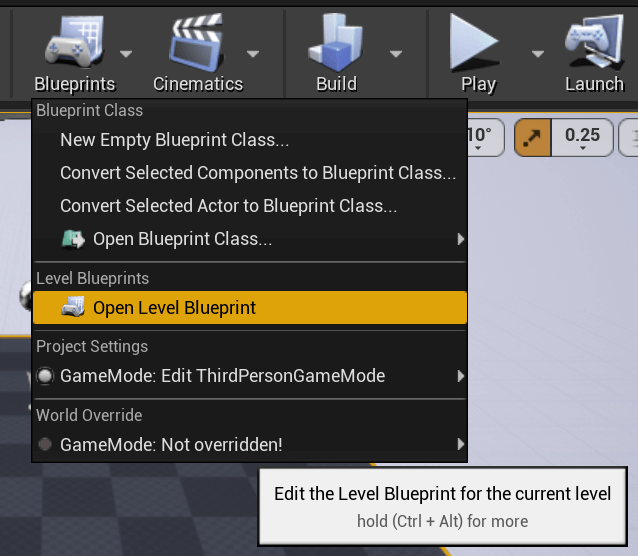 Blueprints Cinematics Build Play Launch
Blueprint Class
10° 0.25
New Empty Blueprint Class...
Convert Selected Components to Blueprint Class...
Convert Selected Actor to Blueprint Class...
Open Blueprint Class...
Level Blueprints
Open Level Blueprint
Project Settings
GameMode: Edit ThirdPersonGameMode
World Override
GameMode: Not overridden!
Edit the Level Blueprint for the current level
hold (Ctrl + Alt) for more